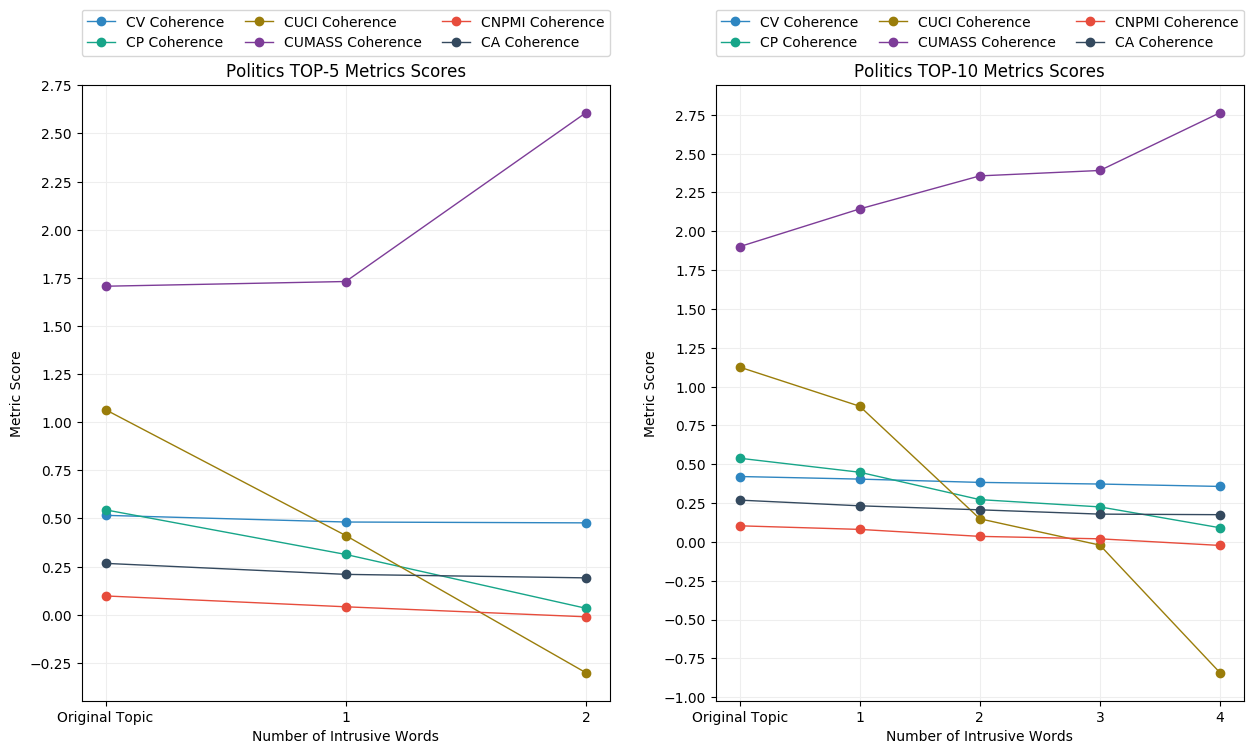 CV Coherence CUCI Coherence CNPMI Coherence
CP Coherence CUMASS Coherence CA Coherence
Politics TOP-5 Metrics Scores
2.75
2.50
2.25
2.00
1.75
1.50
1.25
1.00
0.75
0.50
0.25
0.00
−0.25
Metric Score
Original Topic 1 2
Number of Intrusive Words
CV Coherence CUCI Coherence CNPMI Coherence
CP Coherence CUMASS Coherence CA Coherence
Politics TOP-10 Metrics Scores
2.75
2.50
2.25
2.00
1.75
1.50
1.25
1.00
0.75
0.50
0.25
0.00
−0.25
−0.50
−0.75
−1.00
Metric Score
Original Topic 1 2 3 4
Number of Intrusive Words